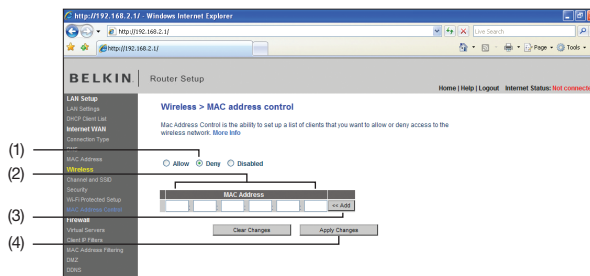 http://192.168.2.1/ - Windows Internet Explorer
http://192.168.2.1/
Live Search
http://192.168.2.1/
Page
Tools
BELKIN.
Router Setup
Home | Help | Logout Internet Status: Not connected
LAN Setup
LAN Settings
DHCP Client List
Internet WAN
Connection Type
DNS
MAC Address
Wireless
Channel and SSID
Security
Wi-Fi Protected Setup
MAC Address Control
Firewall
Virtual Servers
Client IP Filters
MAC Address Filtering
DMZ
DDNS
Wireless > MAC address control
Mac Address Control is the ability to set up a list of clients that you want to allow or deny access to the
wireless network. More Info
(1)
Allow Deny Disabled
(2)
MAC Address
(3)
<< Add
(4)
Clear Changes Apply Changes